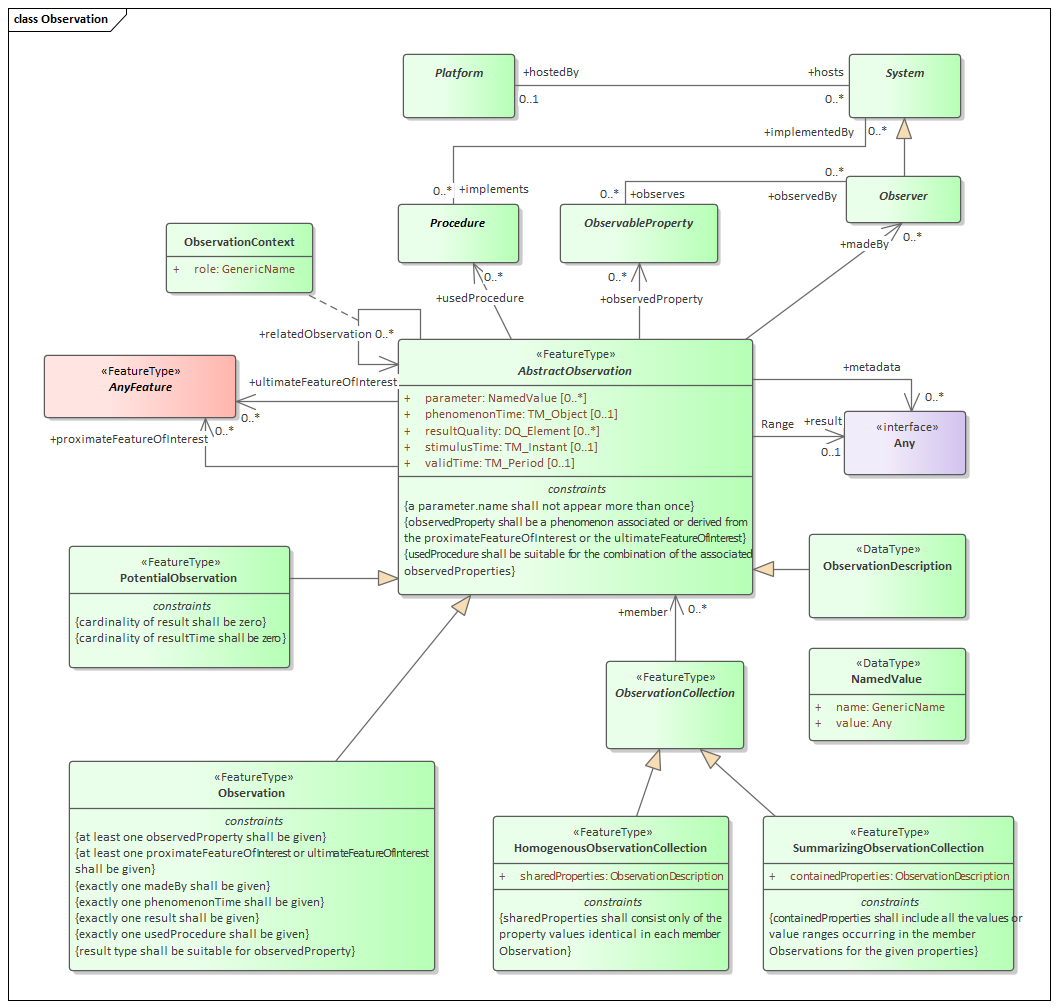 class Observation
Platform
+hostedBy
+hosts
System
0..1
0..*
+implementedBy
0..*
0..*
+implements
0..*
+observes
0..*
+observedBy
Observer
Procedure
ObservableProperty
ObservationContext
+ role: GenericName
+madeBy
0..*
0..*
+usedProcedure
0..*
+observedProperty
+relatedObservation 0..*
«FeatureType»
AnyFeature
+ultimateFeatureOfInterest
0..*
+proximateFeatureOfInterest
0..*
«FeatureType»
AbstractObservation
+ parameter: NamedValue [0..*]
+ phenomenonTime: TM_Object [0..1]
+ resultQuality: DQ_Element [0..*]
+ stimulusTime: TM_Instant [0..1]
+ validTime: TM_Period [0..1]
constraints
{a parameter.name shall not appear more than once}
{observedProperty shall be a phenomenon associated or derived from
the proximateFeatureOfInterest or the ultimateFeatureOfInterest}
{usedProcedure shall be suitable for the combination of the associated
observedProperties}
+metadata
0..*
Range
+result
0..1
«interface»
Any
«FeatureType»
PotentialObservation
constraints
{cardinality of result shall be zero}
{cardinality of resultTime shall be zero}
«DataType»
ObservationDescription
+member
0..*
«FeatureType»
ObservationCollection
«DataType»
NamedValue
+ name: GenericName
+ value: Any
«FeatureType»
Observation
constraints
{at least one observedProperty shall be given}
{at least one proximateFeatureOfInterest or ultimateFeatureOfInterest
shall be given}
{exactly one madeBy shall be given}
{exactly one phenomenonTime shall be given}
{exactly one result shall be given}
{exactly one usedProcedure shall be given}
{result type shall be suitable for observedProperty}
«FeatureType»
HomogenousObservationCollection
+ sharedProperties: ObservationDescription
constraints
{sharedProperties shall consist only of the
property values identical in each member
Observation}
«FeatureType»
SummarizingObservationCollection
+ containedProperties: ObservationDescription
constraints
{containedProperties shall include all the values or
value ranges occurring in the member
Observations for the given properties}